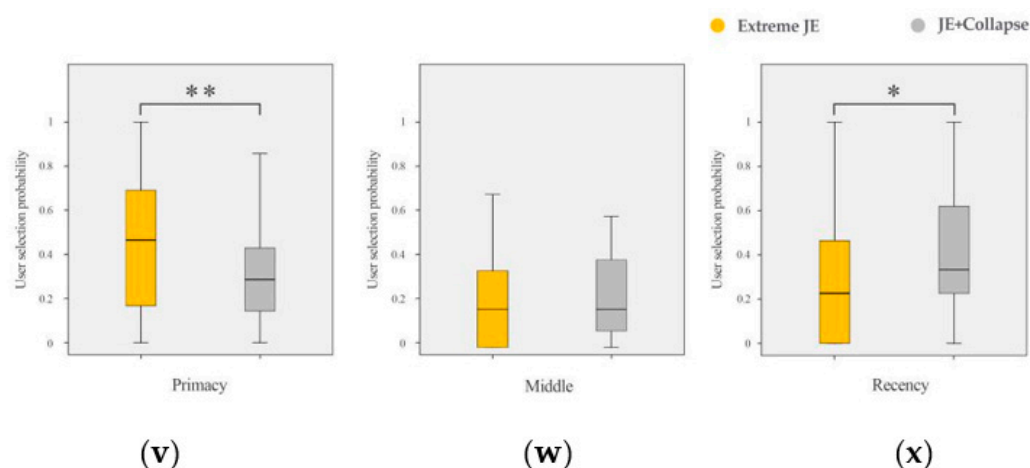 Extreme JE JE+Collapse
** *
User selection probability
1
0.8
0.6
0.4
0.2
0
Primacy
User selection probability
1
0.8
0.6
0.4
0.2
0
Middle
User selection probability
1
0.8
0.6
0.4
0.2
0
Recency
(v) (w) (x)